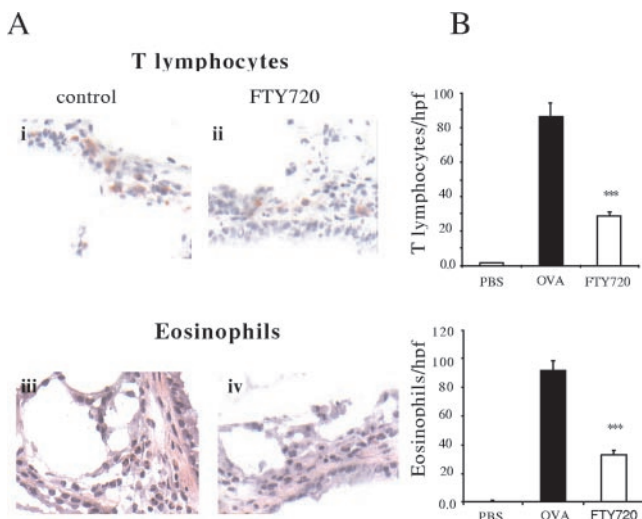 A
T lymphocytes
control
FTY720
i
ii
Eosinophils
iii
iv
B
T lymphocytes/hpf
100
80
60
40
20
0.0
***
PBS
OVA
FTY720
Eosinophils/hpf
120
100
80
60
40
20
0.0
***
PBS
OVA
FTY720